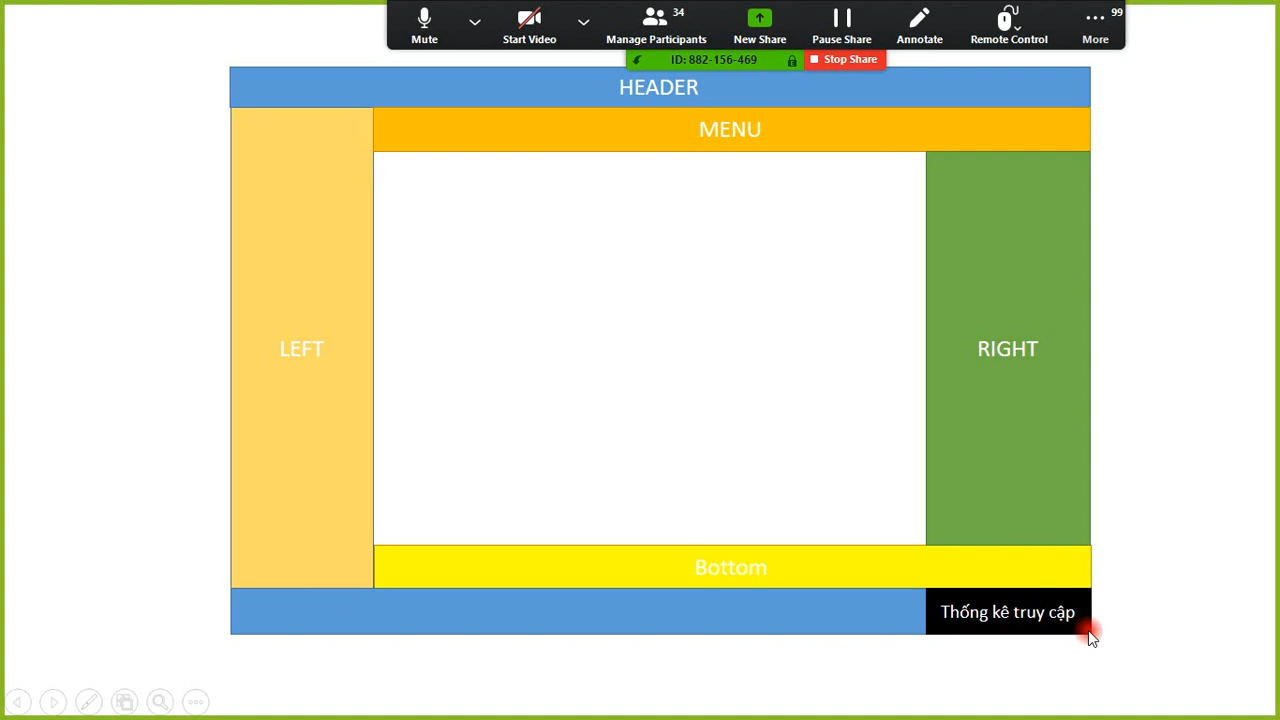 34
99
Mute
Start Video
Manage Participants
New Share
Pause Share
Annotate
Remote Control
More
ID: 882-156-469
Stop Share
HEADER
MENU
LEFT
RIGHT
Bottom
Thống kê truy cập